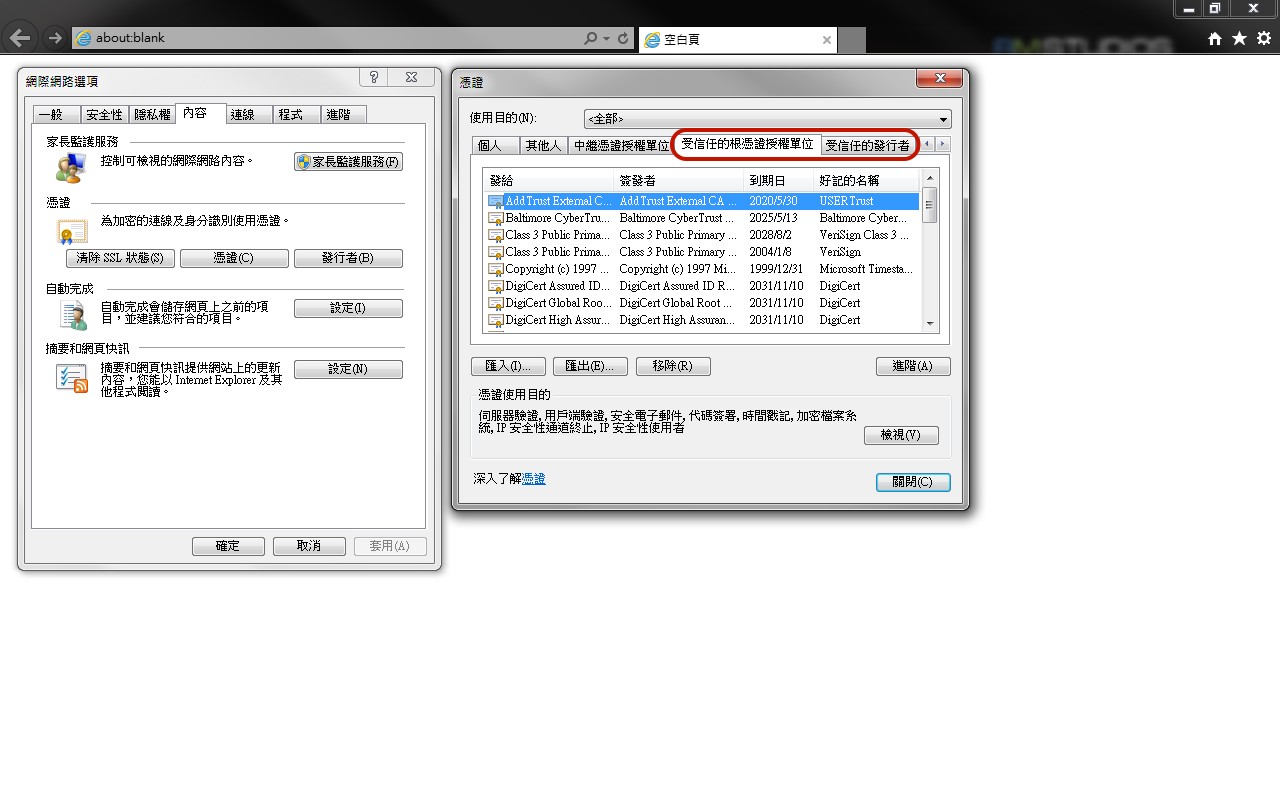 about:blank
空白頁
網際網路選項
一般
安全性
隱私權
內容
連線
程式
進階
家長監護服務
控制可檢視的網際網路內容。
家長監護服務(F)
憑證
為加密的連線及身分識別使用憑證。
清除 SSL 狀態(S)
憑證(C)
發行者(B)
自動完成
自動完成會儲存網頁上之前的項
目，並建議您符合的項目。
設定(I)
摘要和網頁快訊
摘要和網頁快訊提供網站上的更新
內容，您能以 Internet Explorer 及其
他程式閱讀。
設定(N)
確定
取消
套用(A)
憑證
使用目的(N):
<全部>
個人
其他人
中繼憑證授權單位
受信任的根憑證授權單位
受信任的發行者
發給 簽發者 到期日 好記的名稱
AddTrust External C... AddTrust External CA ... 2020/5/30 USERTrust
Baltimore CyberTru... Baltimore CyberTrust ... 2025/5/13 Baltimore Cyber...
Class 3 Public Prima... Class 3 Public Primary ... 2028/8/2 VeriSign Class 3 ...
Class 3 Public Prima... Class 3 Public Primary ... 2004/1/8 VeriSign
Copyright (c) 1997 ... Copyright (c) 1997 Mi... 1999/12/31 Microsoft Timesta...
DigiCert Assured ID... DigiCert Assured ID R... 2031/11/10 DigiCert
DigiCert Global Roo... DigiCert Global Root ... 2031/11/10 DigiCert
DigiCert High Assur... DigiCert High Assuran... 2031/11/10 DigiCert
匯入(I)...
匯出(E)...
移除(R)
進階(A)
憑證使用目的
伺服器驗證, 用戶端驗證, 安全電子郵件, 代碼簽署, 時間戳記, 加密檔案系
統, IP 安全性通道終止, IP 安全性使用者
檢視(V)
深入了解憑證
關閉(C)